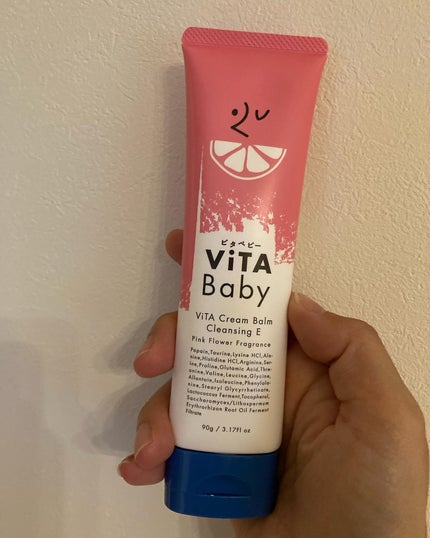 ビタベビー
ViTA
Baby
ViTA Cream Balm
Cleansing E
Pink Flower Fragrance
Papain,Taurine,Lysine HCl,Ala-
nine,Histidine HCl,Arginine,Ser-
ine,Proline,Glutamic Acid,Thre-
onine,Valine,Leucine,Glycine,
Allantoin,Isoleucine,Phenylala-
nine,Stearyl Glycyrrhetinate,
Lactococcus Ferment,Tocopherol,
Saccharomyces/Lithospermum
Erythrorhizon Root Oil Ferment
Filtrate
90g / 3.17fl oz